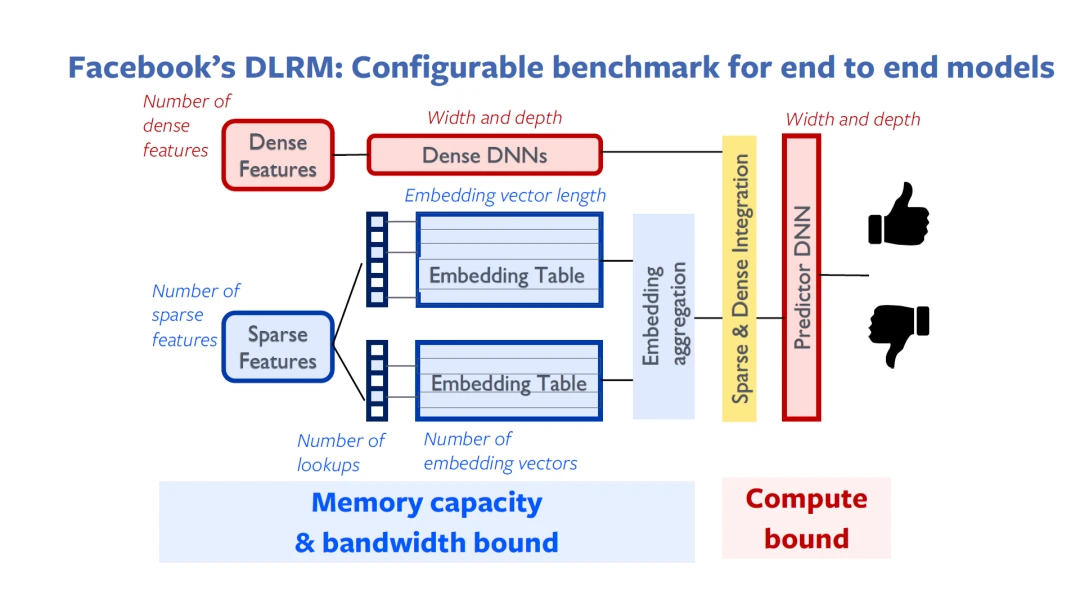 Facebook's DLRM: Configurable benchmark for end to end models
Number of
dense
features
Dense
Features
Width and depth
Dense DNNs
Width and depth
Embedding vector length
Embedding Table
Number of
sparse
features
Sparse
Features
Embedding Table
Number of
lookups
Number of
embedding vectors
Embedding
aggregation
Sparse & Dense Integration
Predictor DNN
Memory capacity
& bandwidth bound
Compute
bound